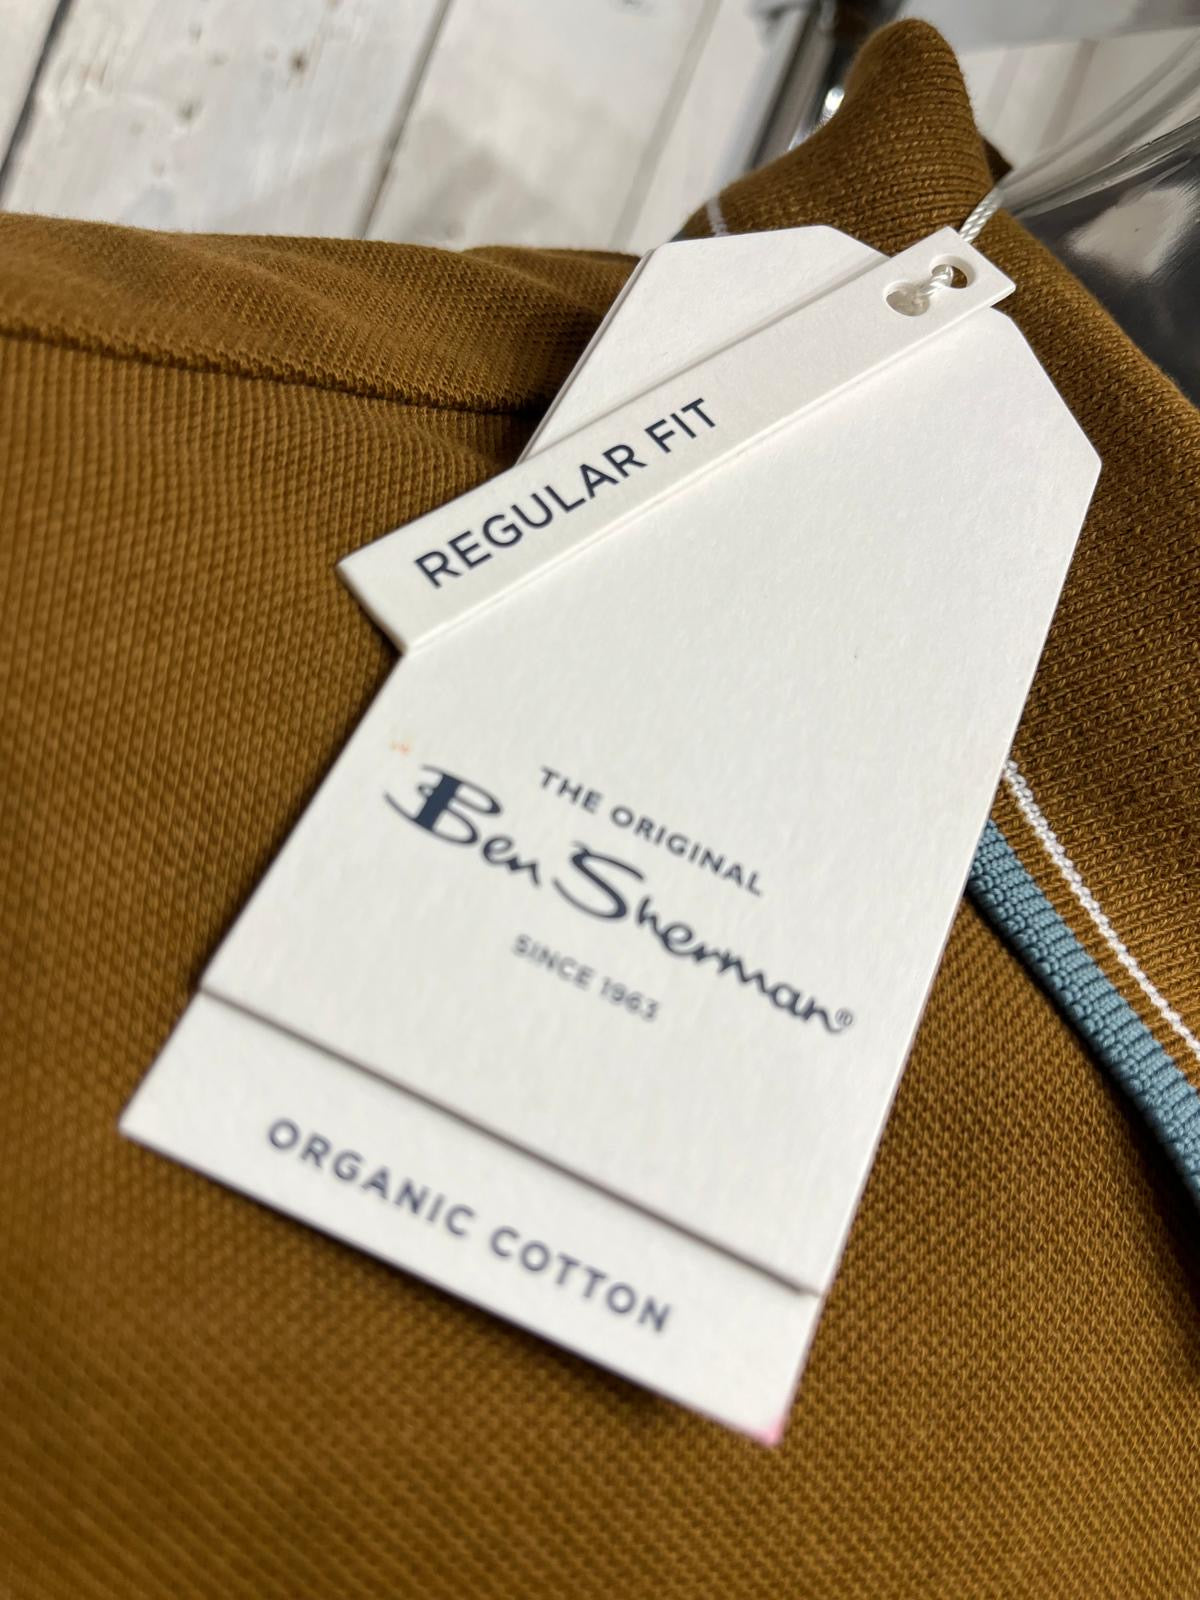 REGULAR FIT
THE ORIGINAL
Ben Sherman®
SINCE 1963
ORGANIC COTTON